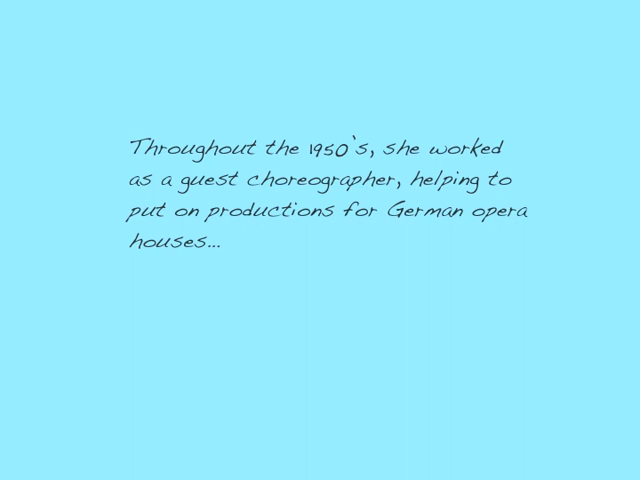 Throughout the 1950's, she worked
as a guest choreographer, helping to
put on productions for German opera
houses...